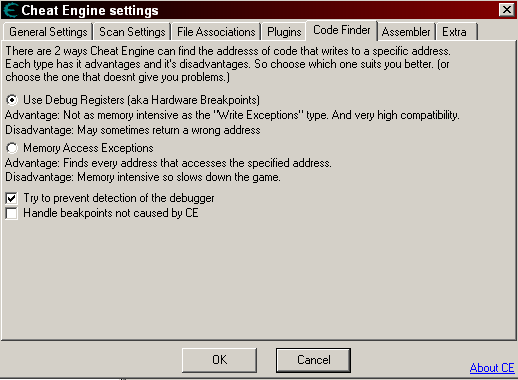 Cheat Engine settings
General Settings Scan Settings File Associations Plugins Code Finder Assembler Extra
There are 2 ways Cheat Engine can find the addresss of code that writes to a specific address.
Each type has it advantages and it's disadvantages. So choose which one suits you better. (or
choose the one that doesnt give you problems.)
Use Debug Registers (aka Hardware Breakpoints)
Advantage: Not as memory intensive as the "Write Exceptions" type. And very high compatibility.
Disadvantage: May sometimes return a wrong address
Memory Access Exceptions
Advantage: Finds every address that accesses the specified address.
Disadvantage: Memory intensive so slows down the game.
Try to prevent detection of the debugger
Handle beakpoints not caused by CE
OK Cancel
About CE